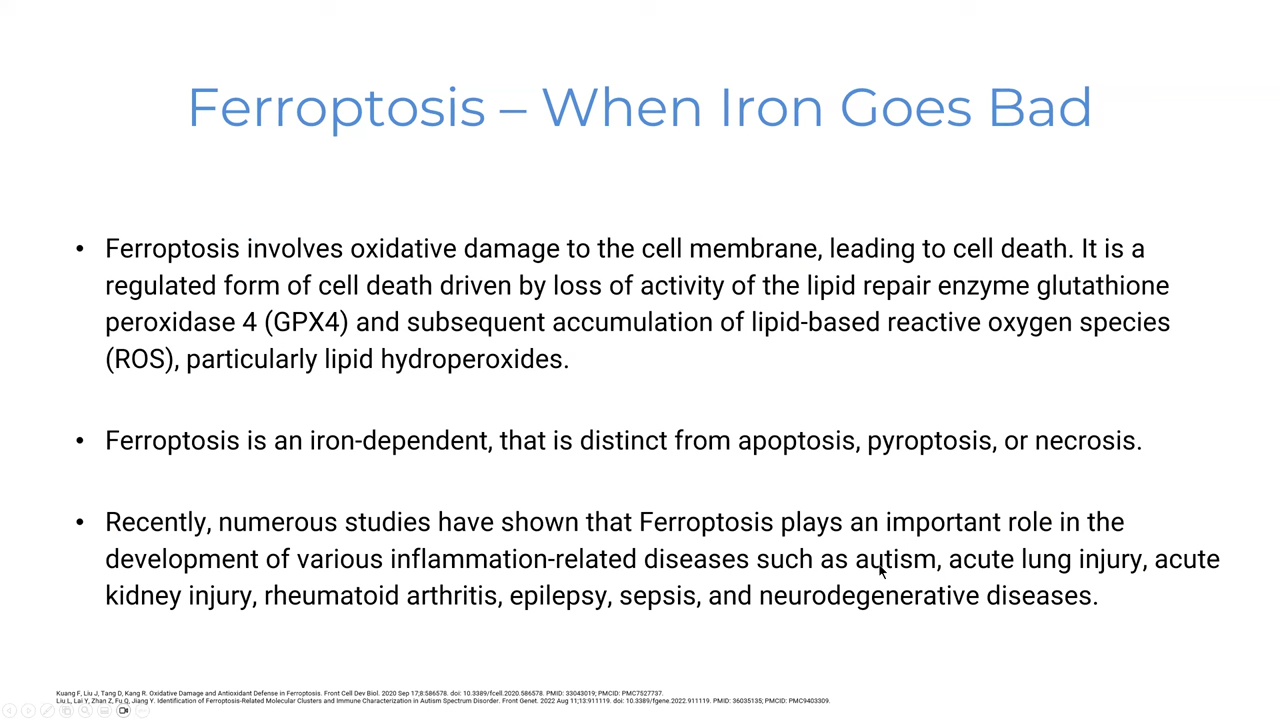 Ferroptosis – When Iron Goes Bad
• Ferroptosis involves oxidative damage to the cell membrane, leading to cell death. It is a
regulated form of cell death driven by loss of activity of the lipid repair enzyme glutathione
peroxidase 4 (GPX4) and subsequent accumulation of lipid-based reactive oxygen species
(ROS), particularly lipid hydroperoxides.
• Ferroptosis is an iron-dependent, that is distinct from apoptosis, pyroptosis, or necrosis.
• Recently, numerous studies have shown that Ferroptosis plays an important role in the
development of various inflammation-related diseases such as autism, acute lung injury, acute
kidney injury, rheumatoid arthritis, epilepsy, sepsis, and neurodegenerative diseases.
Kuang F, Liu J, Tang D, Kang R. Oxidative Damage and Antioxidant Defense in Ferroptosis. Front Cell Dev Biol. 2020 Sep 17;8:586578. doi: 10.3389/fcell.2020.586578. PMID: 33043019; PMCID: PMC7527737.
Liu L, Lai Y, Zhan Z, Fu Q, Jiang Y. Identification of Ferroptosis-Related Molecular Clusters and Immune Characterization in Autism Spectrum Disorder. Front Genet. 2022 Aug 11;13:911119. doi: 10.3389/fgene.2022.911119. PMID: 36035135; PMCID: PMC9403309.